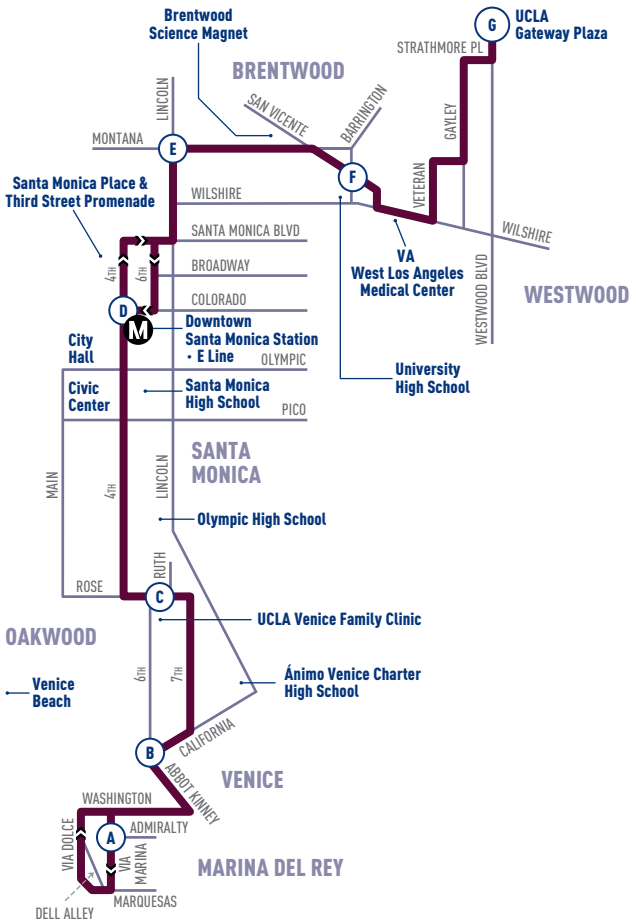 G
UCLA
Gateway Plaza
Brentwood
Science Magnet
STRATHMORE PL
BRENTWOOD
LINCOLN
SAN VICENTE
BARRINGTON
GAYLEY
MONTANA
E
F
VETERAN
Santa Monica Place &
Third Street Promenade
WILSHIRE
WILSHIRE
SANTA MONICA BLVD
VA
West Los Angeles
Medical Center
4TH
6TH
BROADWAY
WESTWOOD BLVD
WESTWOOD
COLORADO
D
M
Downtown
Santa Monica Station
• E Line
City
Hall
OLYMPIC
University
High School
Civic
Center
Santa Monica
High School
PICO
SANTA
MONICA
MAIN
4TH
LINCOLN
Olympic High School
RUTH
ROSE
C
UCLA Venice Family Clinic
OAKWOOD
6TH
7TH
Ánimo Venice Charter
High School
Venice
Beach
CALIFORNIA
B
ABBOT KINNEY
VENICE
WASHINGTON
VIA DOLCE
A
ADMIRALTY
VIA
MARINA
MARINA DEL REY
MARQUESAS
DELL ALLEY